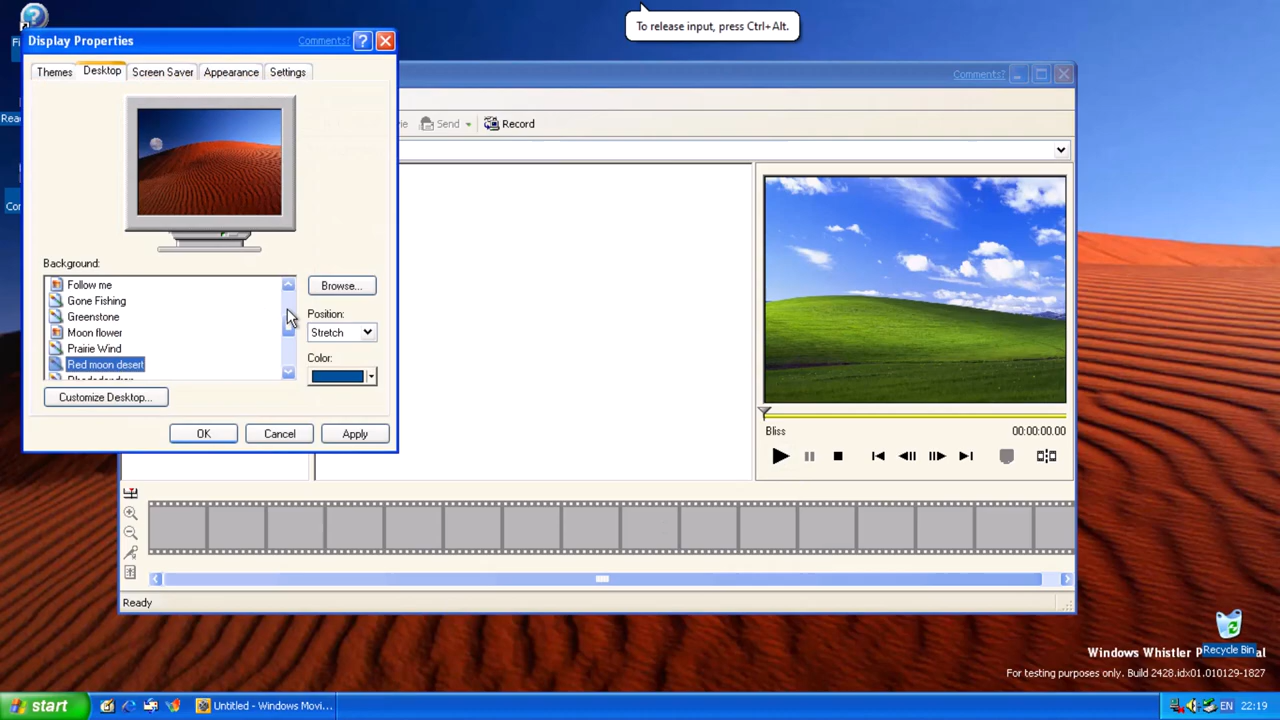 To release input, press Ctrl+Alt.
Display Properties
Comments?
Themes
Desktop
Screen Saver
Appearance
Settings
Comments?
Send
Record
Background:
Follow me
Gone Fishing
Greenstone
Moon flower
Prairie Wind
Red moon desert
Browse...
Position:
Stretch
Color:
Customize Desktop...
OK
Cancel
Apply
Bliss
00:00:00.00
Ready
Windows Whistler
Recycle Bin
For testing purposes only. Build 2428.idx01.010129-1827
start
Untitled - Windows Movi...
EN
22:19